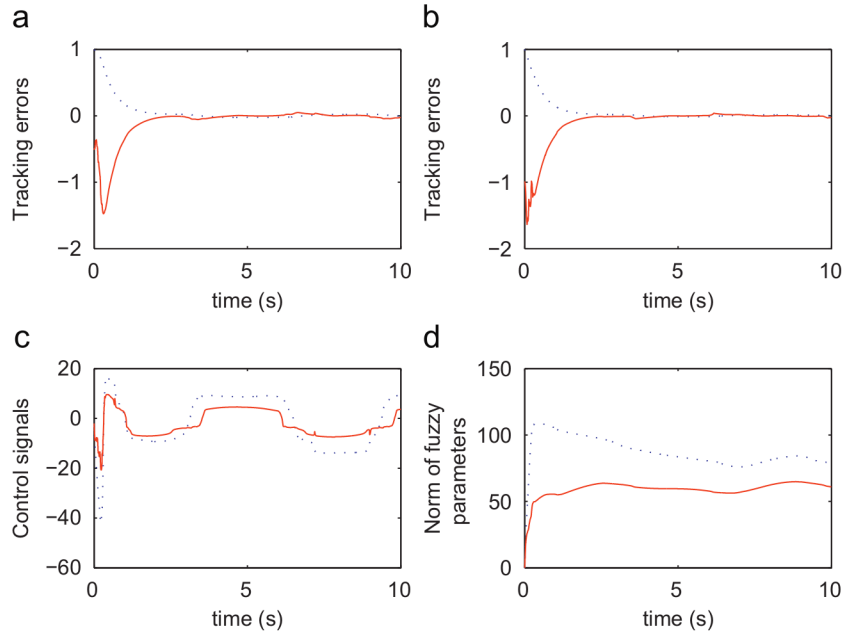 a
b
1
0
−1
−2
Tracking errors
0
5
10
time (s)
1
0
−1
−2
Tracking errors
0
5
10
time (s)
c
d
20
0
−20
−40
−60
Control signals
0
5
10
time (s)
150
100
50
0
Norm of fuzzy
parameters
0
5
10
time (s)